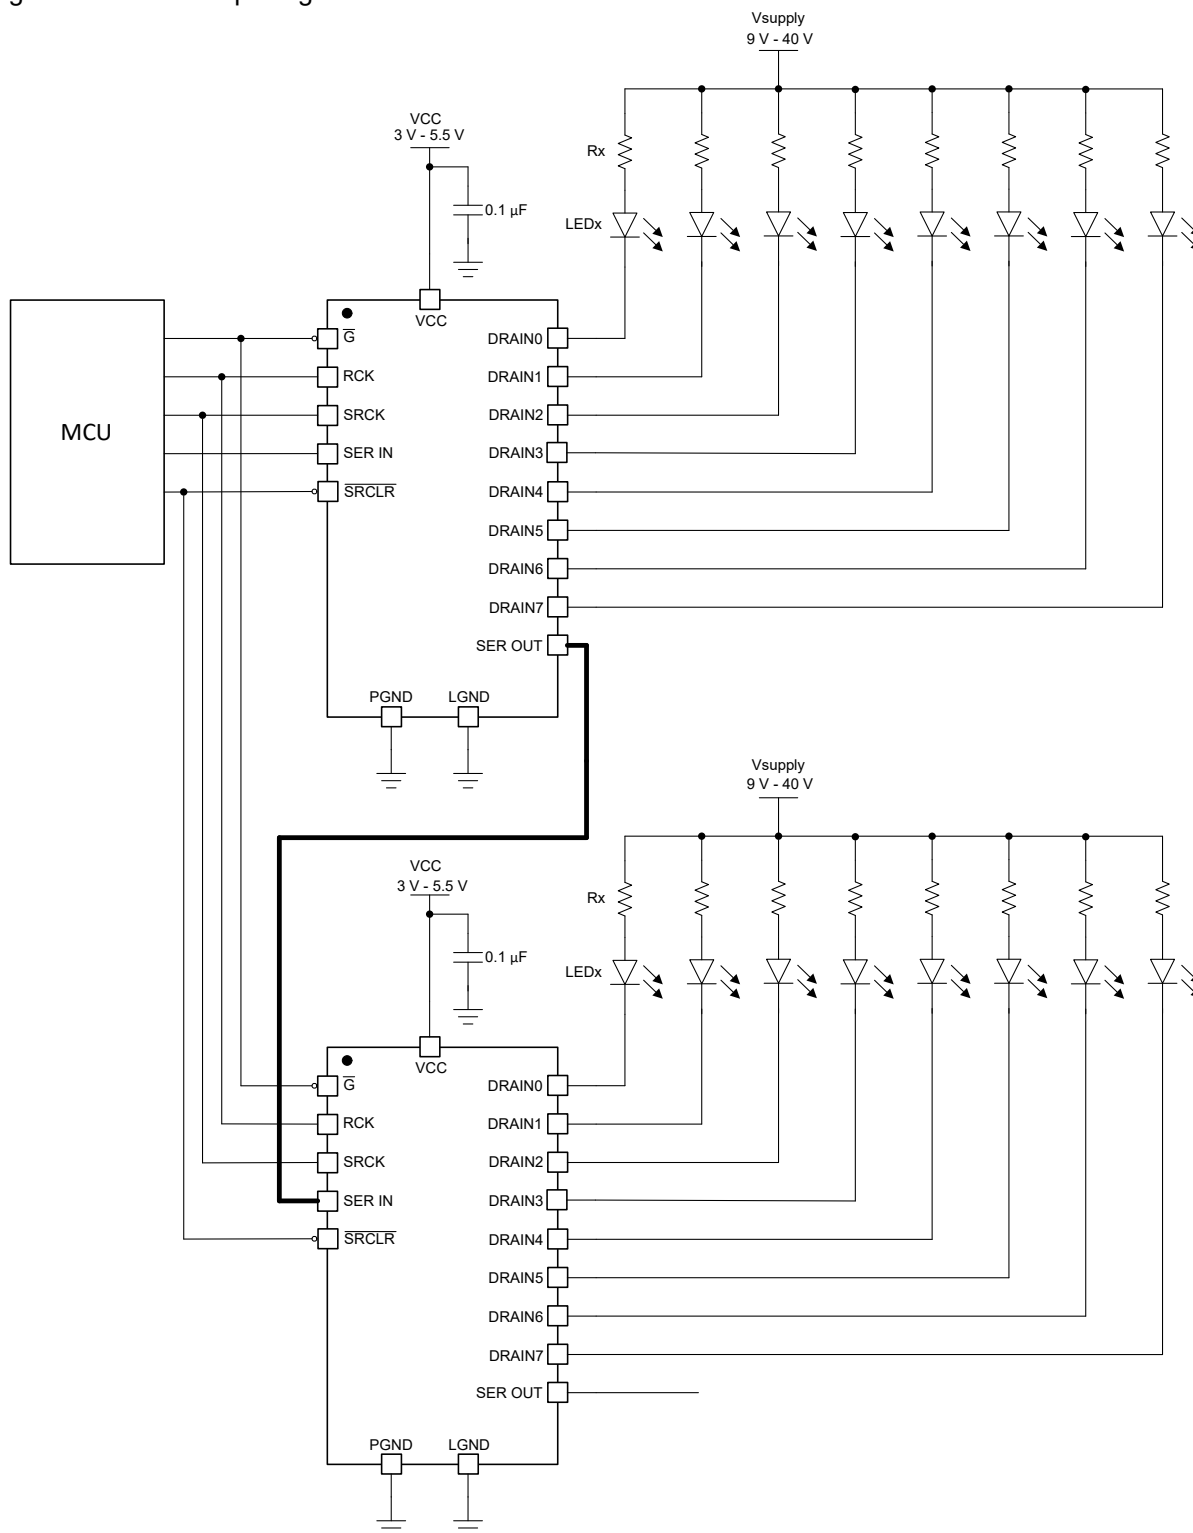 Vsupply
9 V - 40 V
VCC
3 V - 5.5 V
Rx
0.1 µF
LEDx
VCC
G
DRAIN0
RCK
DRAIN1
SRCK
DRAIN2
MCU
SER IN
DRAIN3
SRCLR
DRAIN4
DRAIN5
DRAIN6
DRAIN7
SER OUT
PGND
LGND
Vsupply
9 V - 40 V
VCC
3 V - 5.5 V
Rx
0.1 µF
LEDx
VCC
G
DRAIN0
RCK
DRAIN1
SRCK
DRAIN2
SER IN
DRAIN3
SRCLR
DRAIN4
DRAIN5
DRAIN6
DRAIN7
SER OUT
PGND
LGND